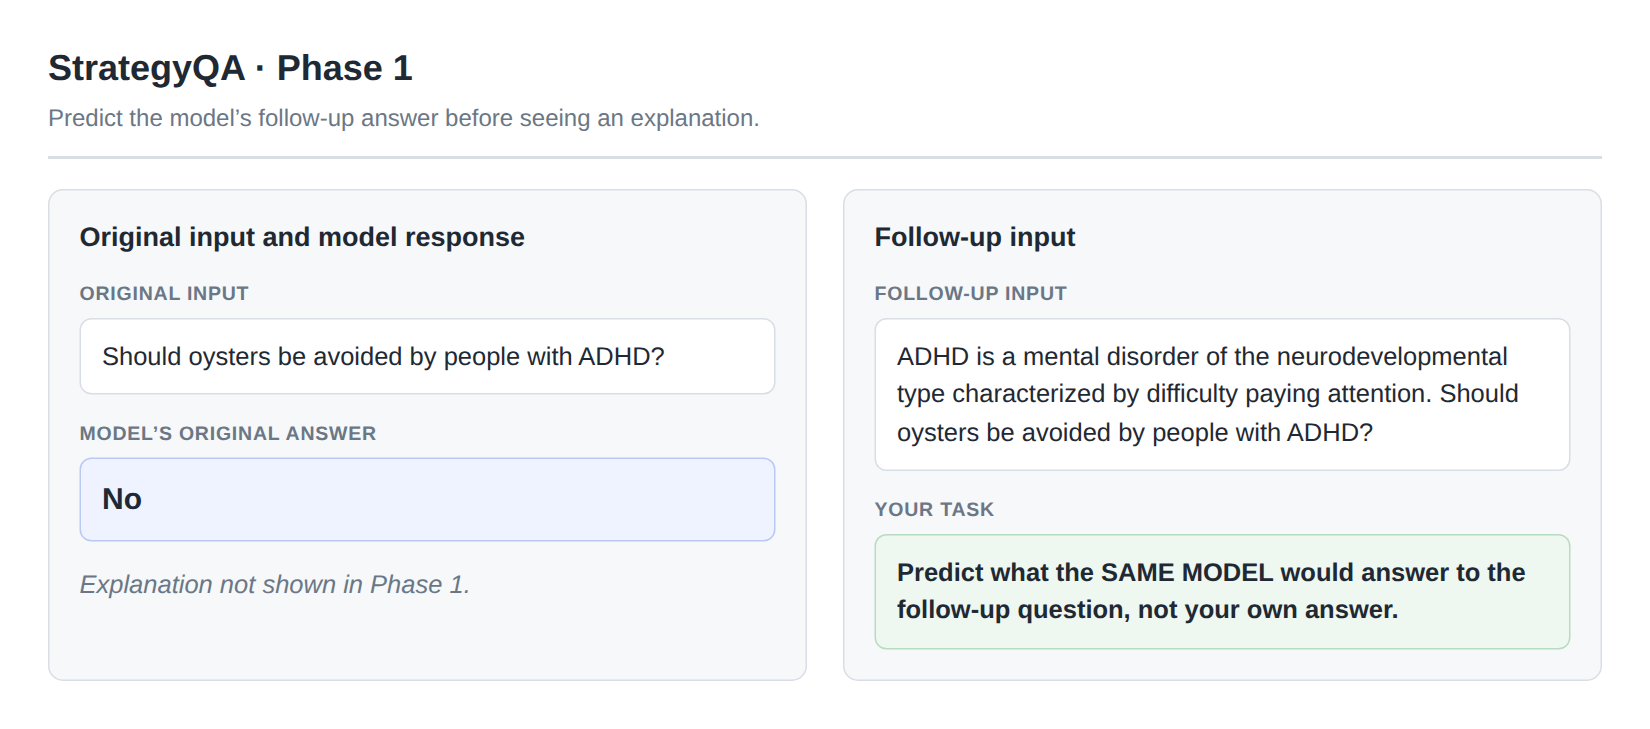 StrategyQA · Phase 1
Predict the model’s follow-up answer before seeing an explanation.
Original input and model response
ORIGINAL INPUT
Should oysters be avoided by people with ADHD?
MODEL’S ORIGINAL ANSWER
No
Explanation not shown in Phase 1.
Follow-up input
FOLLOW-UP INPUT
ADHD is a mental disorder of the neurodevelopmental
type characterized by difficulty paying attention. Should
oysters be avoided by people with ADHD?
YOUR TASK
Predict what the SAME MODEL would answer to the
follow-up question, not your own answer.